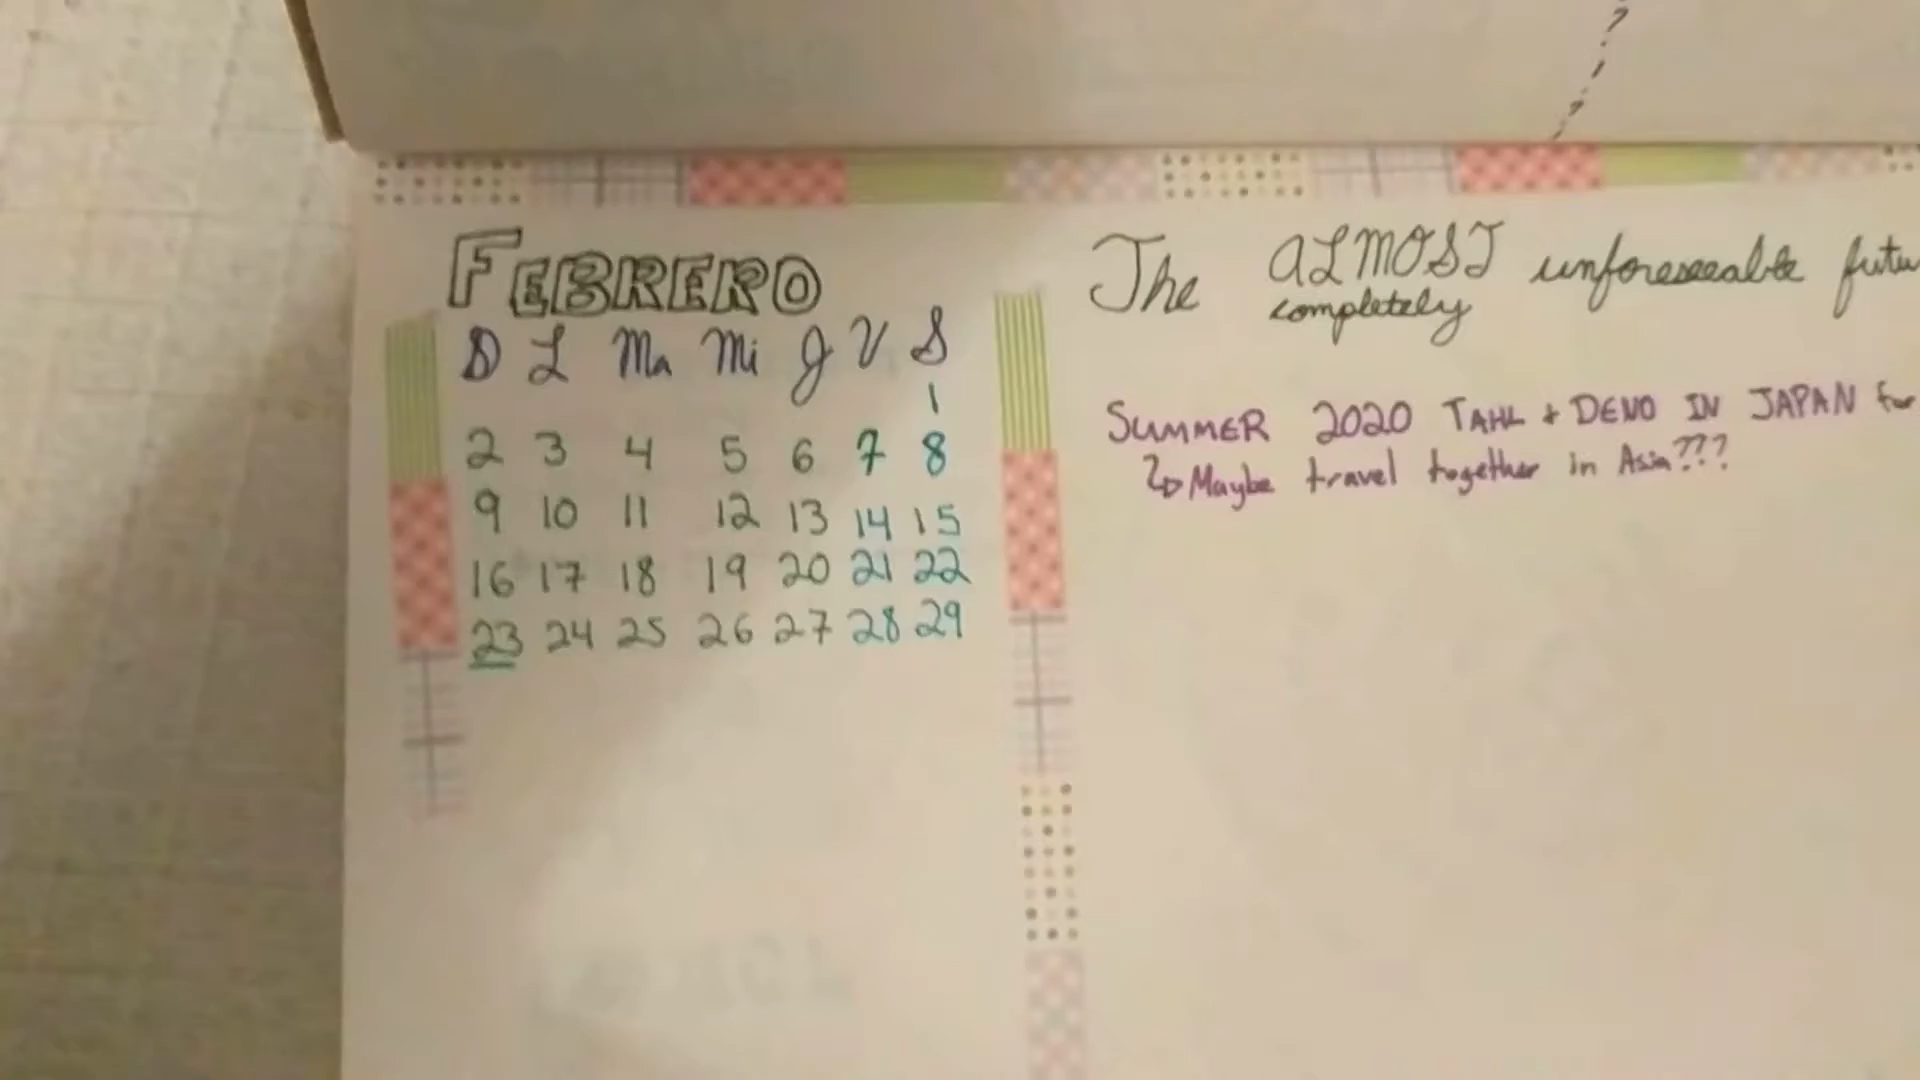 FEBRERO
D L Ma Mi J V S
1
2 3 4 5 6 7 8
9 10 11 12 13 14 15
16 17 18 19 20 21 22
23 24 25 26 27 28 29
The ALMOST unforeseeable futu
completely
SUMMER 2020 TAHL + DENO IN JAPAN for
↳ Maybe travel together in Asia???